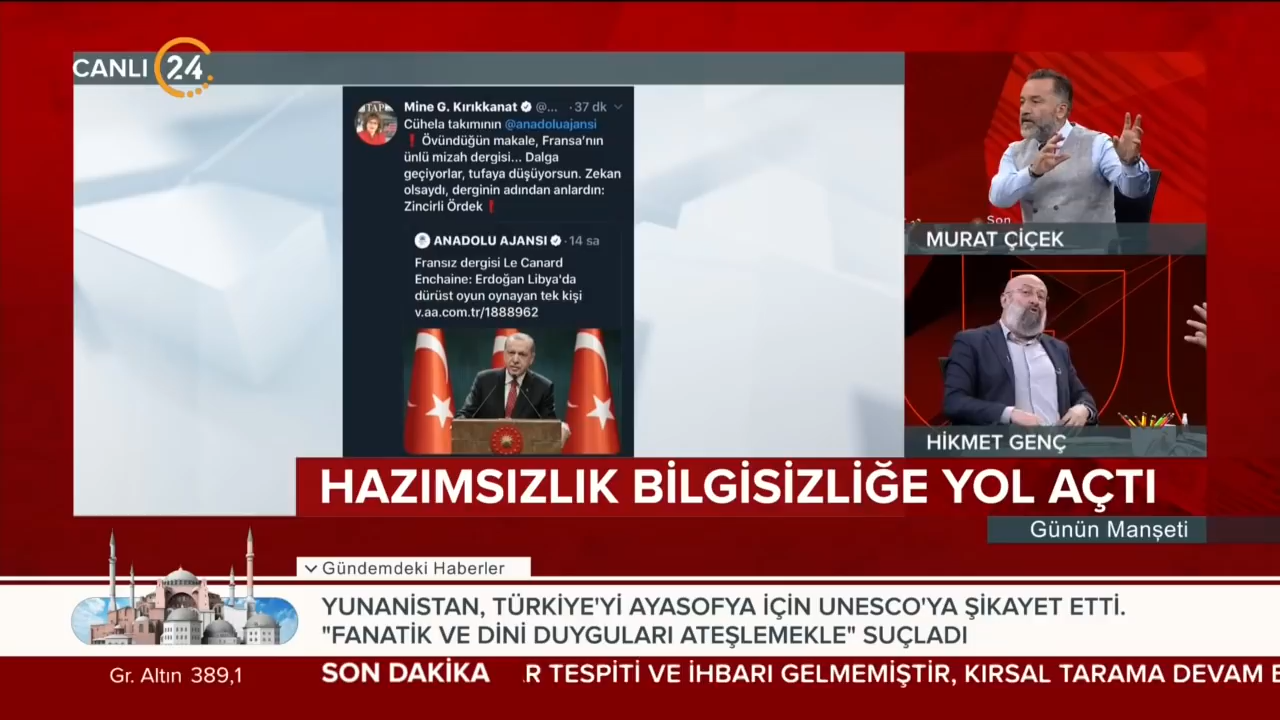 CANLI 24
Mine G. Kırıkkanat @... · 37 dk
Cühela takımının @anadoluajansi
❗ Övündüğün makale, Fransa'nın
ünlü mizah dergisi... Dalga
geçiyorlar, tufaya düşüyorsun. Zekan
olsaydı, derginin adından anlardın:
Zincirli Ördek❗
ANADOLU AJANSI · 14 sa
Fransız dergisi Le Canard
Enchaine: Erdoğan Libya'da
dürüst oyun oynayan tek kişi
v.aa.com.tr/1888962
Son
MURAT ÇİÇEK
HİKMET GENÇ
HAZIMSIZLIK BİLGİSİZLİĞE YOL AÇTI
Günün Manşeti
Gündemdeki Haberler
YUNANİSTAN, TÜRKİYE'Yİ AYASOFYA İÇİN UNESCO'YA ŞİKAYET ETTİ.
"FANATİK VE DİNİ DUYGULARI ATEŞLEMEKLE" SUÇLADI
Gr. Altın 389,1
SON DAKİKA
R TESPİTİ VE İHBARI GELMEMİŞTİR, KIRSAL TARAMA DEVAM E